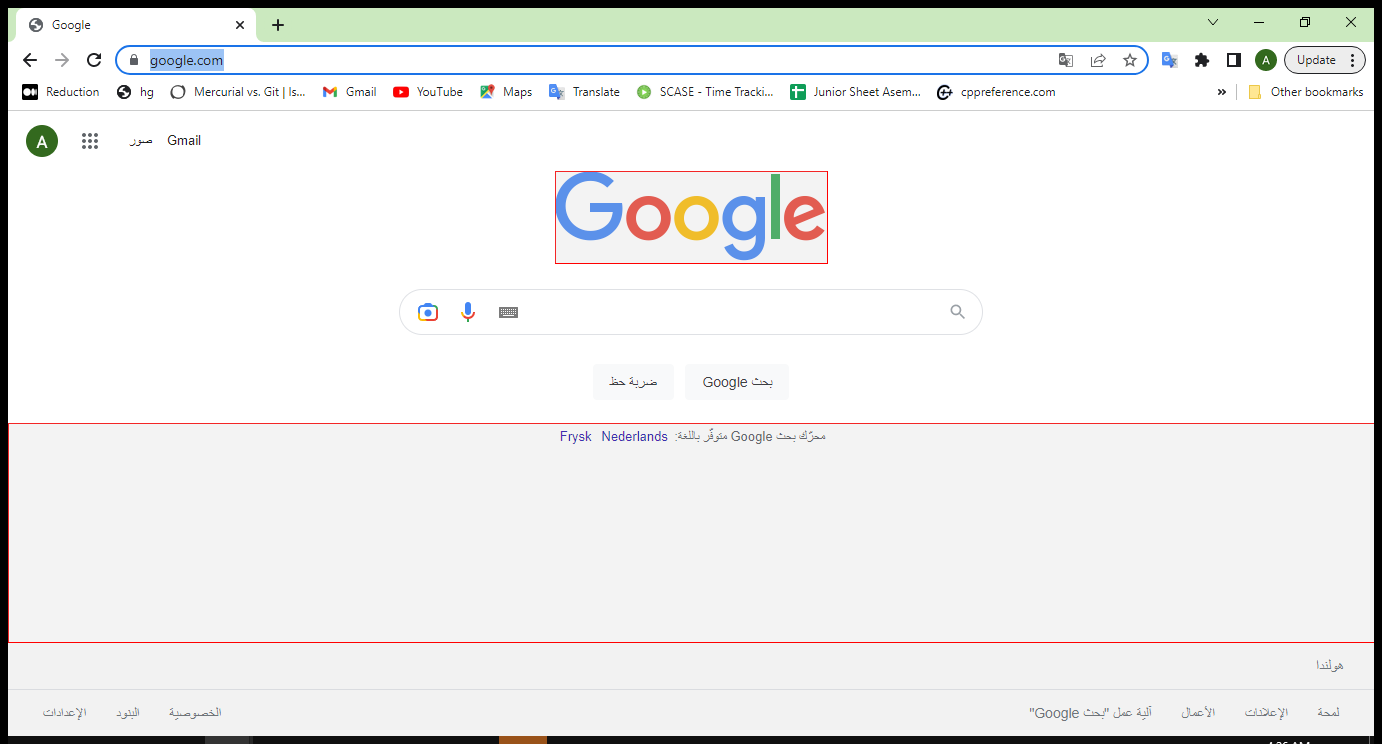 Google
google.com
Update
Reduction
hg
Mercurial vs. Git | Is...
Gmail
YouTube
Maps
Translate
SCASE - Time Tracki...
Junior Sheet Asem...
cppreference.com
»
Other bookmarks
A
A
صور
Gmail
Google
بحث Google
ضربة حظ
محرّك بحث Google متوفّر باللغة: Nederlands Frysk
هولندا
لمحة
الإعلانات
الأعمال
آلية عمل "بحث Google"
الخصوصية
البنود
الإعدادات